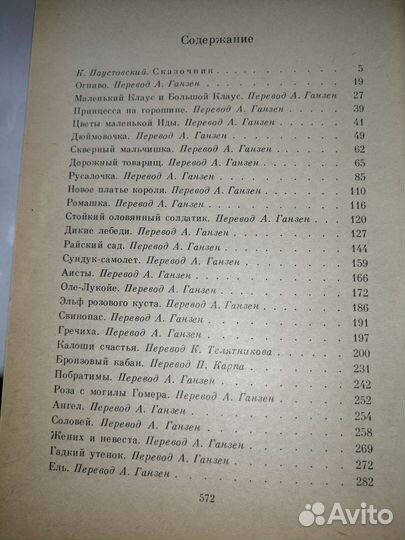 Содержание
К. Паустовский. Сказочник . . . . . . . . . . 5
Огниво. Перевод А. Ганзен . . . . . . . . . . 19
Маленький Клаус и Большой Клаус. Перевод А. Ганзен 27
Принцесса на горошине. Перевод А. Ганзен . . . . 39
Цветы маленькой Иды. Перевод А. Ганзен . . . . . 41
Дюймовочка. Перевод А. Ганзен . . . . . . . . 49
Скверный мальчишка. Перевод А. Ганзен . . . . . 62
Дорожный товарищ. Перевод А. Ганзен . . . . . . 65
Русалочка. Перевод А. Ганзен . . . . . . . . . 85
Новое платье короля. Перевод А. Ганзен . . . . . 110
Ромашка. Перевод А. Ганзен . . . . . . . . . . 116
Стойкий оловянный солдатик. Перевод А. Ганзен . . . 120
Дикие лебеди. Перевод А. Ганзен . . . . . . . . 127
Райский сад. Перевод А. Ганзен . . . . . . . . 144
Сундук-самолет. Перевод А. Ганзен . . . . . . . 159
Аисты. Перевод А. Ганзен . . . . . . . . . . 166
Оле-Лукойе. Перевод А. Ганзен . . . . . . . . 172
Эльф розового куста. Перевод А. Ганзен . . . . . 186
Свинопас. Перевод А. Ганзен . . . . . . . . . 191
Гречиха. Перевод А. Ганзен . . . . . . . . . . 197
Калоши счастья. Перевод К. Телятникова . . . . . 200
Бронзовый кабан. Перевод П. Карпа . . . . . . . 231
Побратимы. Перевод А. Ганзен . . . . . . . . . 242
Роза с могилы Гомера. Перевод А. Ганзен . . . . . 252
Ангел. Перевод А. Ганзен . . . . . . . . . . 254
Соловей. Перевод А. Ганзен . . . . . . . . . . 258
Жених и невеста. Перевод А. Ганзен . . . . . . . 269
Гадкий утенок. Перевод А. Ганзен . . . . . . . 272
Ель. Перевод А. Ганзен . . . . . . . . . . . 282
572
Avito